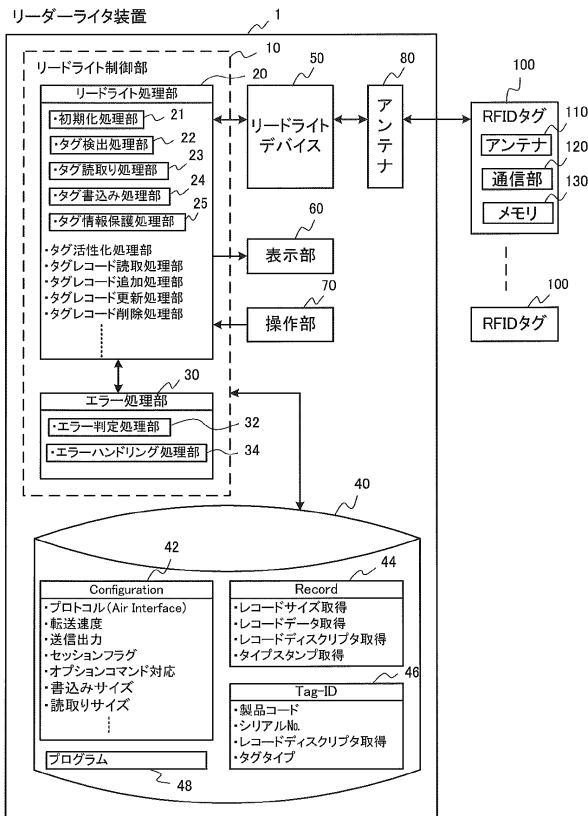 リーダーライタ装置
1
10
リードライト制御部
20
リードライト処理部
・初期化処理部
21
・タグ検出処理部
22
・タグ読取り処理部
23
・タグ書込み処理部
24
・タグ情報保護処理部
25
・タグ活性化処理部
・タグレコード読取処理部
・タグレコード追加処理部
・タグレコード更新処理部
・タグレコード削除処理部
30
エラー処理部
・エラー判定処理部
32
・エラーハンドリング処理部
34
50
リードライト
デバイス
60
表示部
70
操作部
80
アンテナ
100
RFIDタグ
110
アンテナ
120
通信部
130
メモリ
100
RFIDタグ
40
42
Configuration
・プロトコル(Air Interface)
・転送速度
・送信出力
・セッションフラグ
・オプションコマンド対応
・書込みサイズ
・読取りサイズ
44
Record
・レコードサイズ取得
・レコードデータ取得
・レコードディスクリプタ取得
・タイプスタンプ取得
46
Tag-ID
・製品コード
・シリアルNo.
・レコードディスクリプタ取得
・タグタイプ
プログラム
48